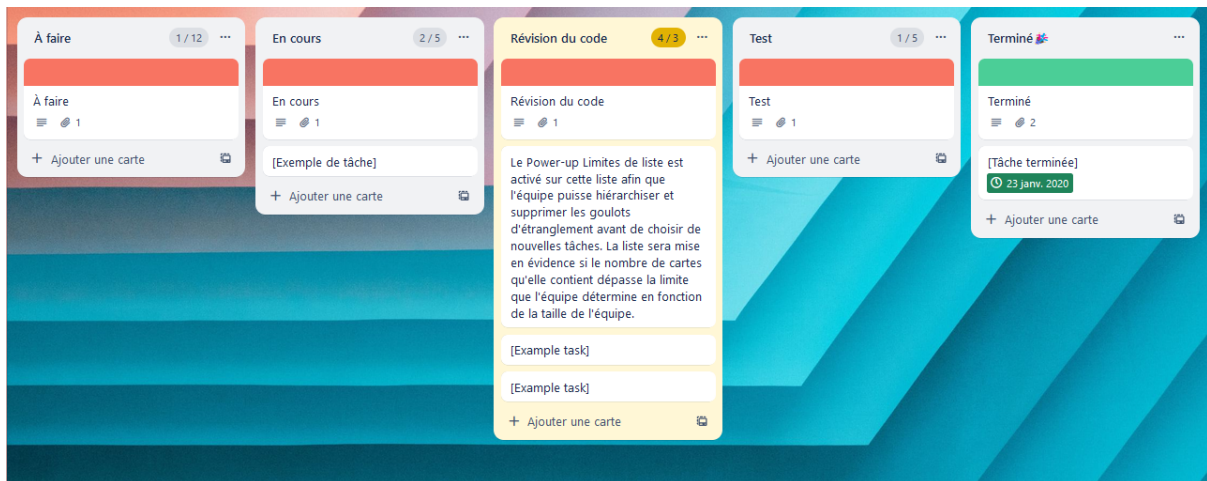 À faire 1 / 12
À faire
1
Ajouter une carte
En cours 2 / 5
En cours
1
[Exemple de tâche]
Ajouter une carte
Révision du code 4 / 3
Révision du code
1
Le Power-up Limites de liste est
activé sur cette liste afin que
l'équipe puisse hiérarchiser et
supprimer les goulots
d'étranglement avant de choisir de
nouvelles tâches. La liste sera mise
en évidence si le nombre de cartes
qu'elle contient dépasse la limite
que l'équipe détermine en fonction
de la taille de l'équipe.
[Example task]
[Example task]
Ajouter une carte
Test 1 / 5
Test
1
Ajouter une carte
Terminé
Terminé
2
[Tâche terminée]
23 janv. 2020
Ajouter une carte